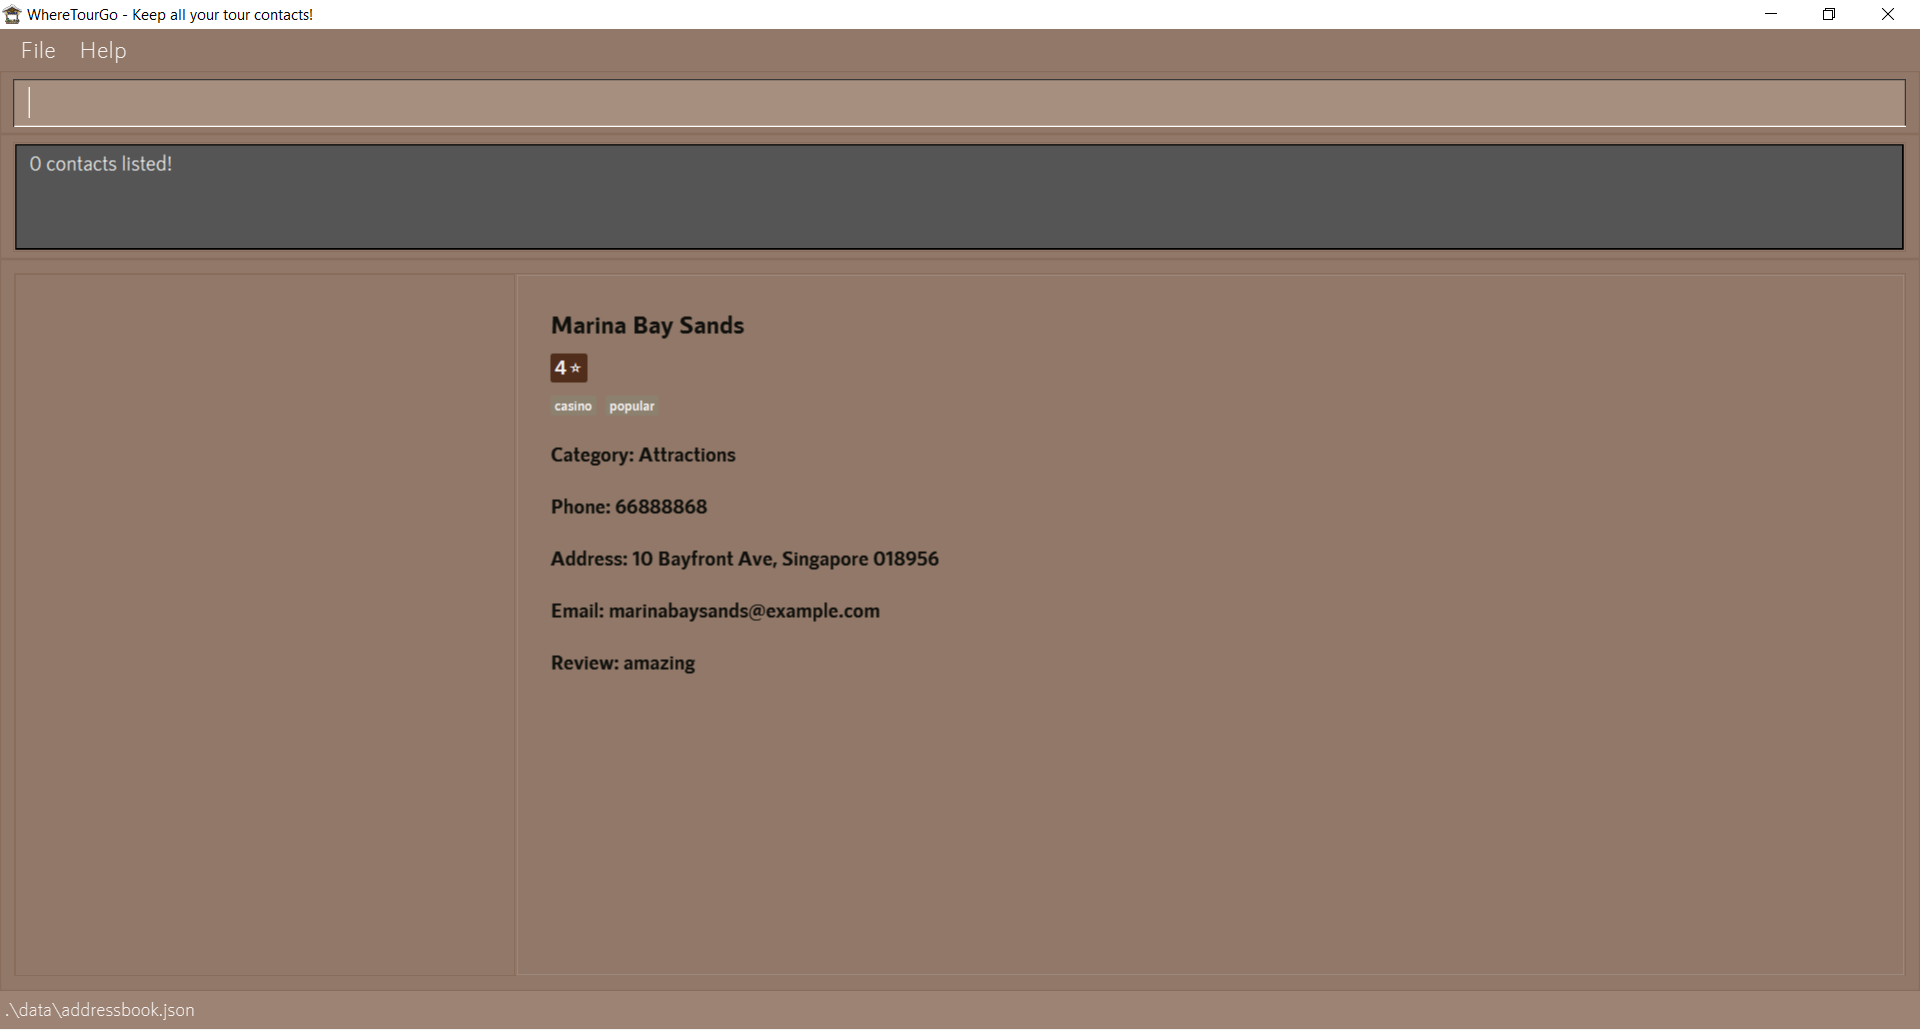 WhereTourGo - Keep all your tour contacts!
File Help
0 contacts listed!
Marina Bay Sands
4☆
casino popular
Category: Attractions
Phone: 66888868
Address: 10 Bayfront Ave, Singapore 018956
Email: marinabaysands@example.com
Review: amazing
.\data\addressbook.json